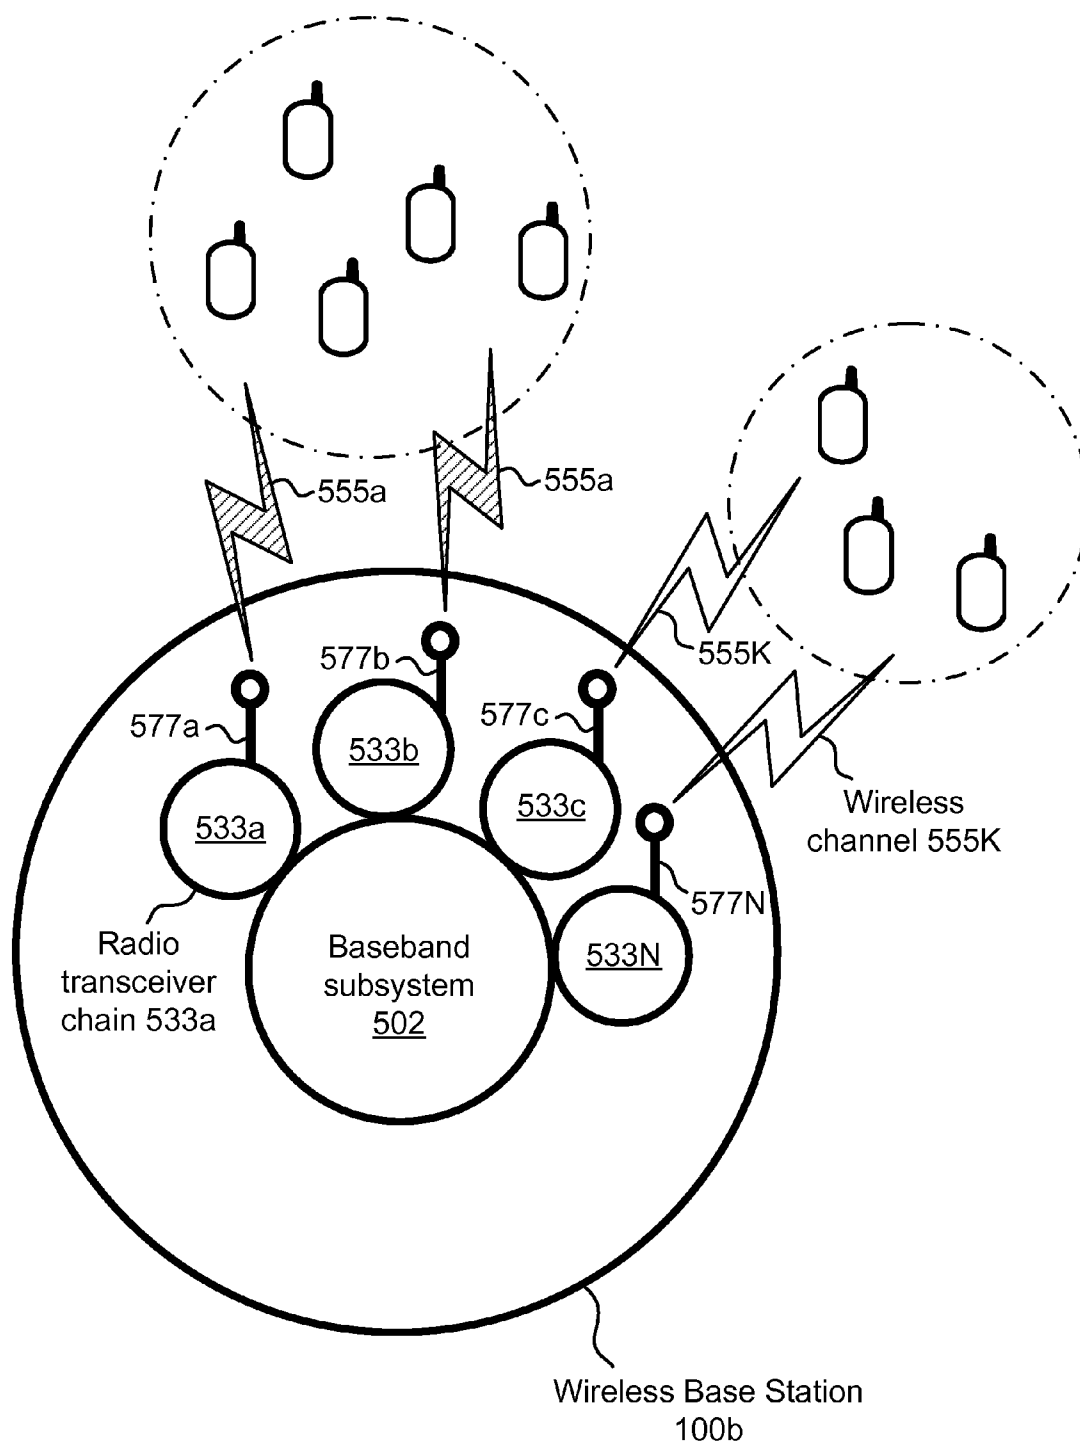 555a
555a
555K
577b
577a
577c
533b
Wireless
channel 555K
533a
533c
577N
Radio
transceiver
chain 533a
Baseband
subsystem
502
533N
Wireless Base Station
100b